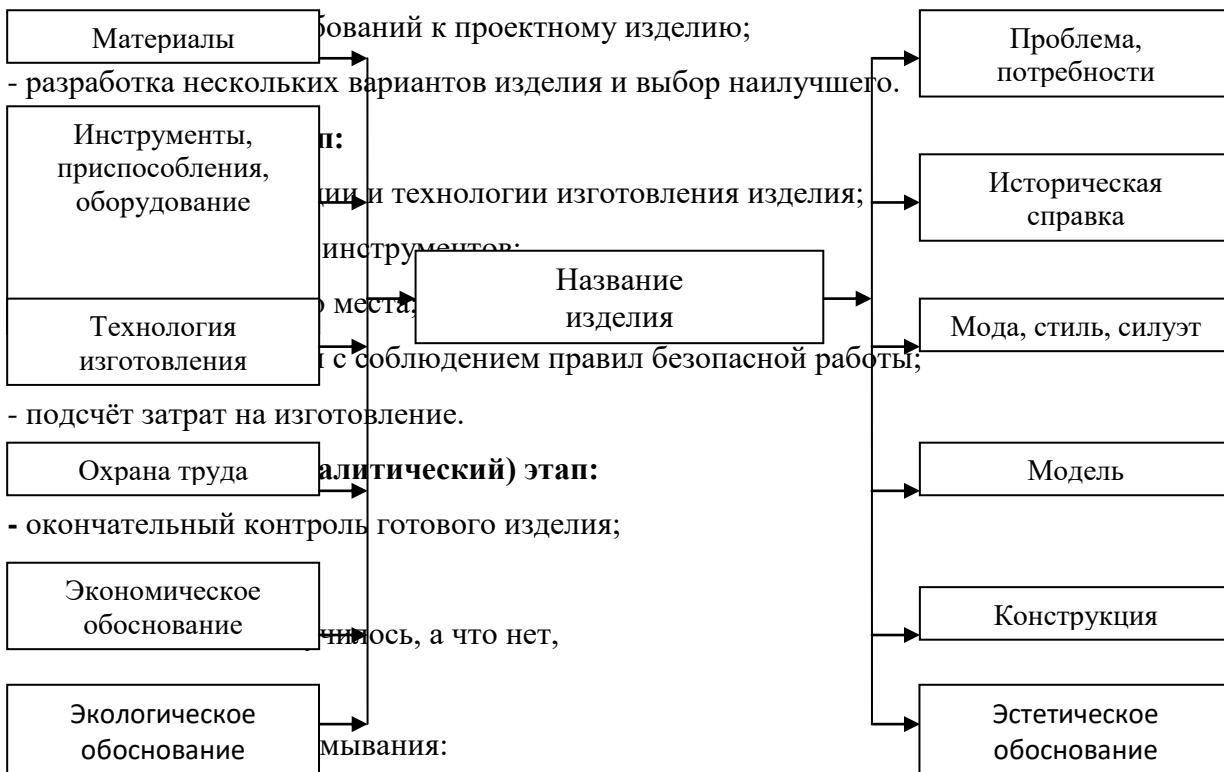 Материалы
бований к проектному изделию;
Проблема,
потребности
- разработка нескольких вариантов изделия и выбор наилучшего.
Инструменты,
приспособления,
оборудование
п:
ции и технологии изготовления изделия;
Историческая
справка
инструментов;
Название
изделия
места,
Технология
изготовления
Мода, стиль, силуэт
с соблюдением правил безопасной работы;
- подсчёт затрат на изготовление.
Охрана труда
алитический) этап:
Модель
- окончательный контроль готового изделия;
Экономическое
обоснование
Конструкция
училось, а что нет,
Экологическое
обоснование
Эстетическое
обоснование
мывания: